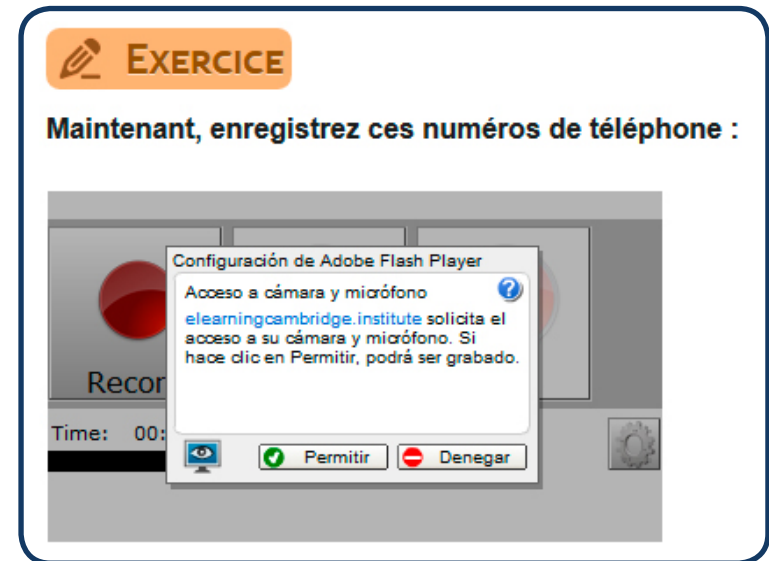 EXERCICE
Maintenant, enregistrez ces numéros de téléphone :
Configuración de Adobe Flash Player
Acceso a cámara y micrófono
elearningcambridge.institute solicita el
acceso a su cámara y micrófono. Si
hace clic en Permitir, podrá ser grabado.
Recor
Time: 00:
Permitir
Denegar